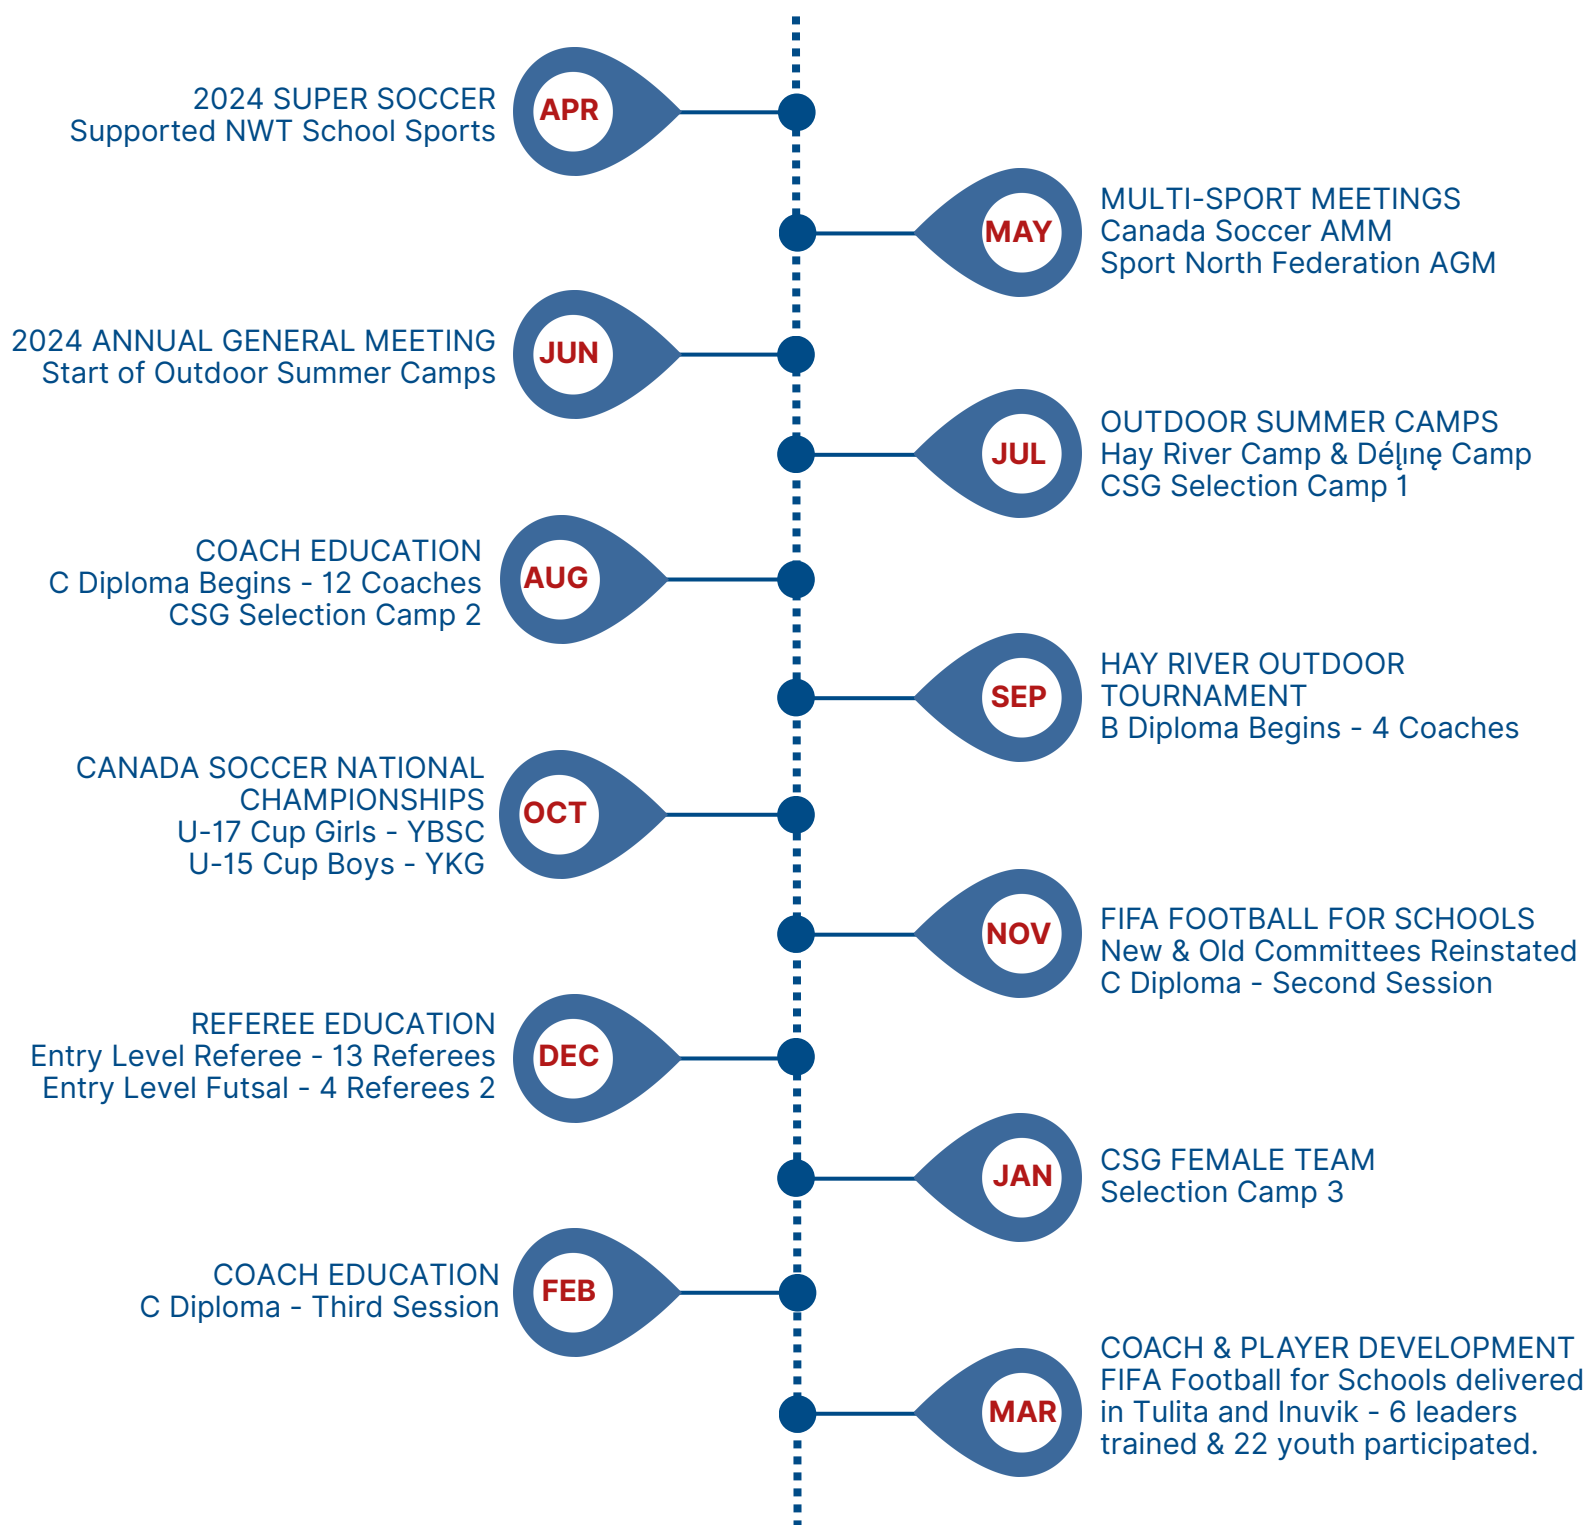 2024 SUPER SOCCER
Supported NWT School Sports
APR
MAY
MULTI-SPORT MEETINGS
Canada Soccer AMM
Sport North Federation AGM
2024 ANNUAL GENERAL MEETING
Start of Outdoor Summer Camps
JUN
JUL
OUTDOOR SUMMER CAMPS
Hay River Camp & Délı̨nę Camp
CSG Selection Camp 1
COACH EDUCATION
C Diploma Begins - 12 Coaches
CSG Selection Camp 2
AUG
SEP
HAY RIVER OUTDOOR
TOURNAMENT
B Diploma Begins - 4 Coaches
CANADA SOCCER NATIONAL
CHAMPIONSHIPS
U-17 Cup Girls - YBSC
U-15 Cup Boys - YKG
OCT
NOV
FIFA FOOTBALL FOR SCHOOLS
New & Old Committees Reinstated
C Diploma - Second Session
REFEREE EDUCATION
Entry Level Referee - 13 Referees
Entry Level Futsal - 4 Referees 2
DEC
JAN
CSG FEMALE TEAM
Selection Camp 3
COACH EDUCATION
C Diploma - Third Session
FEB
MAR
COACH & PLAYER DEVELOPMENT
FIFA Football for Schools delivered
in Tulita and Inuvik - 6 leaders
trained & 22 youth participated.